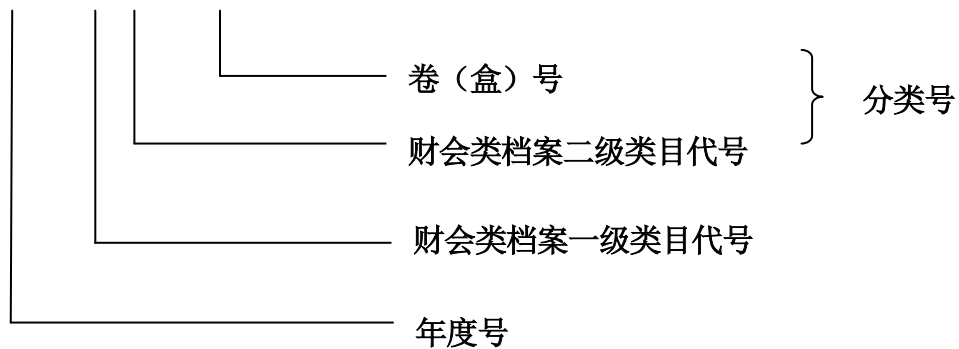 卷（盒）号
分类号
财会类档案二级类目代号
财会类档案一级类目代号
年度号